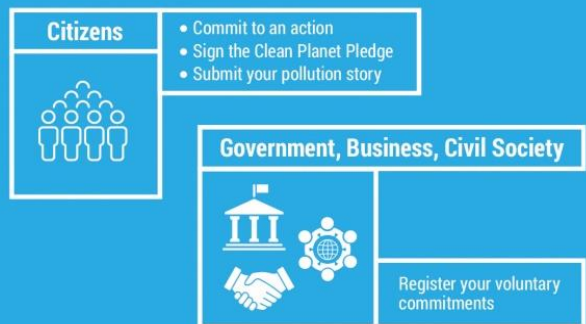 Citizens
• Commit to an action
• Sign the Clean Planet Pledge
• Submit your pollution story
Government, Business, Civil Society
Register your voluntary
commitments